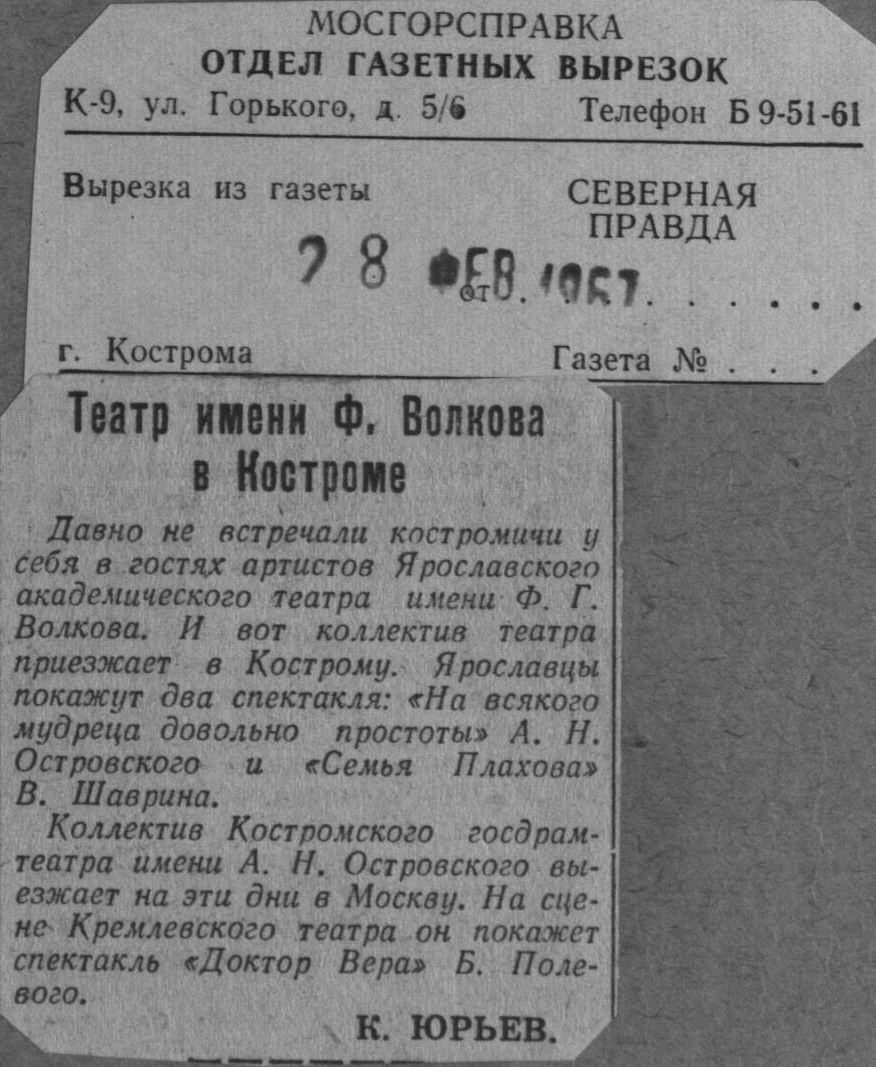 МОСГОРСПРАВКА
ОТДЕЛ ГАЗЕТНЫХ ВЫРЕЗОК
К-9, ул. Горького, д. 5/6 Телефон Б 9-51-61
Вырезка из газеты СЕВЕРНАЯ
ПРАВДА
28 ФЕВ. 1967
от . . . . . . .
г. Кострома Газета № . . .
Театр имени Ф. Волкова
в Костроме
Давно не встречали костромичи у
себя в гостях артистов Ярославского
академического театра имени Ф. Г.
Волкова. И вот коллектив театра
приезжает в Кострому. Ярославцы
покажут два спектакля: «На всякого
мудреца довольно простоты» А. Н.
Островского и «Семья Плахова»
В. Шаврина.
Коллектив Костромского госдрам-
театра имени А. Н. Островского вы-
езжает на эти дни в Москву. На сце-
не Кремлевского театра он покажет
спектакль «Доктор Вера» Б. Поле-
вого.
К. ЮРЬЕВ.